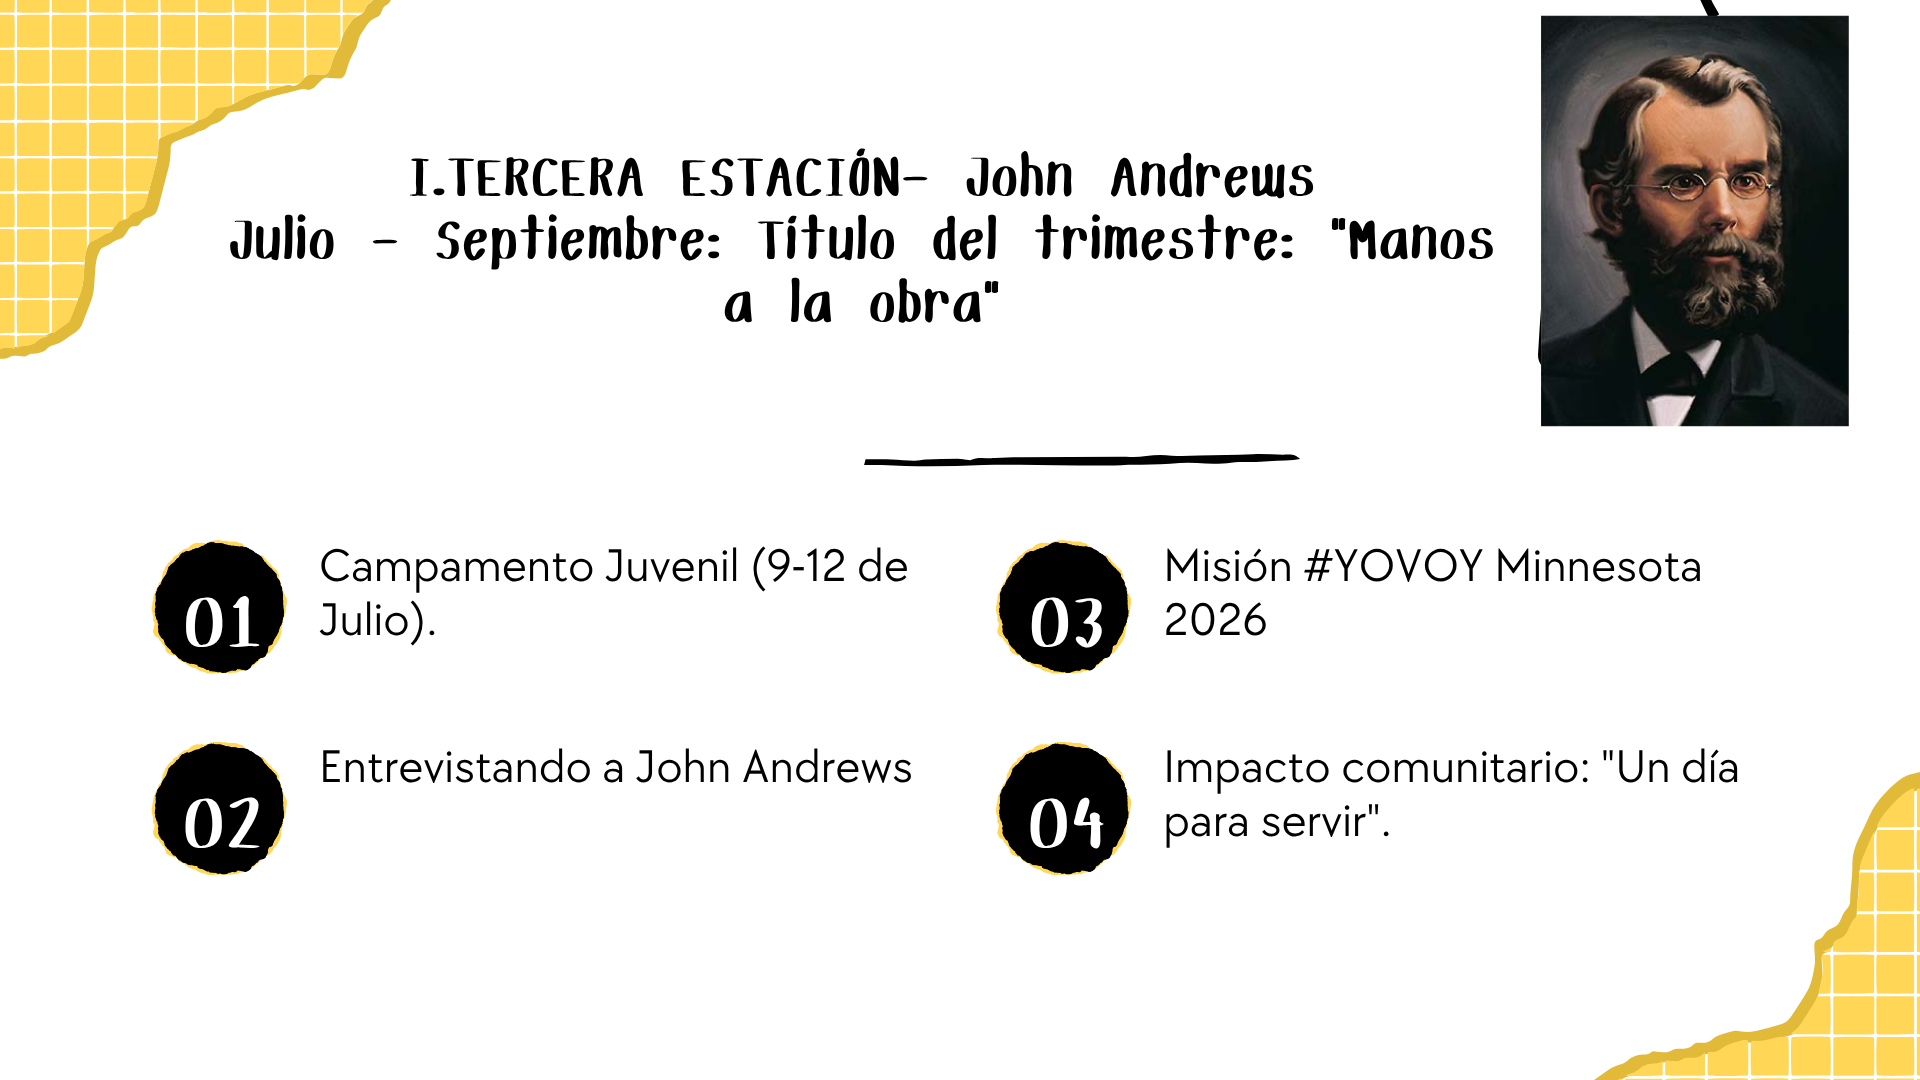 I.TERCERA ESTACIÓN- John Andrews
Julio - Septiembre: Título del trimestre: "Manos
a la obra"
01
Campamento Juvenil (9-12 de
Julio).
02
Entrevistando a John Andrews
03
Misión #YOVOY Minnesota
2026
04
Impacto comunitario: "Un día
para servir".